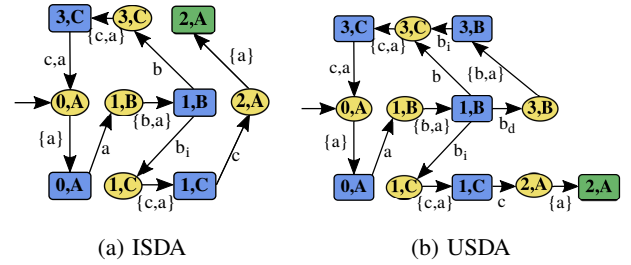 3,C {c,a} 3,C 2,A
c,a b {a}
0,A 1,B {b,a} 1,B 2,A
{a} a b_i c
0,A 1,C {c,a} 1,C
(a) ISDA
3,C {c,a} 3,C b_i 3,B
c,a b {b,a}
0,A 1,B {b,a} 1,B b_d 3,B
{a} a b_i
0,A 1,C {c,a} 1,C c 2,A {a} 2,A
(b) USDA